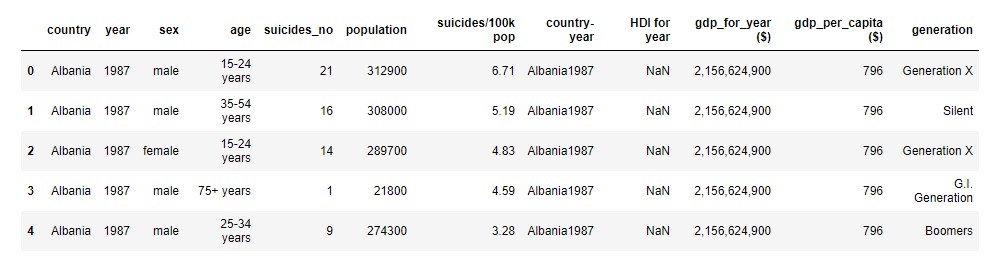 country year sex age suicides_no population suicides/100k pop country-year HDI for year gdp_for_year ($) gdp_per_capita ($) generation
0 Albania 1987 male 15-24 years 21 312900 6.71 Albania1987 NaN 2,156,624,900 796 Generation X
1 Albania 1987 male 35-54 years 16 308000 5.19 Albania1987 NaN 2,156,624,900 796 Silent
2 Albania 1987 female 15-24 years 14 289700 4.83 Albania1987 NaN 2,156,624,900 796 Generation X
3 Albania 1987 male 75+ years 1 21800 4.59 Albania1987 NaN 2,156,624,900 796 G.I. Generation
4 Albania 1987 male 25-34 years 9 274300 3.28 Albania1987 NaN 2,156,624,900 796 Boomers